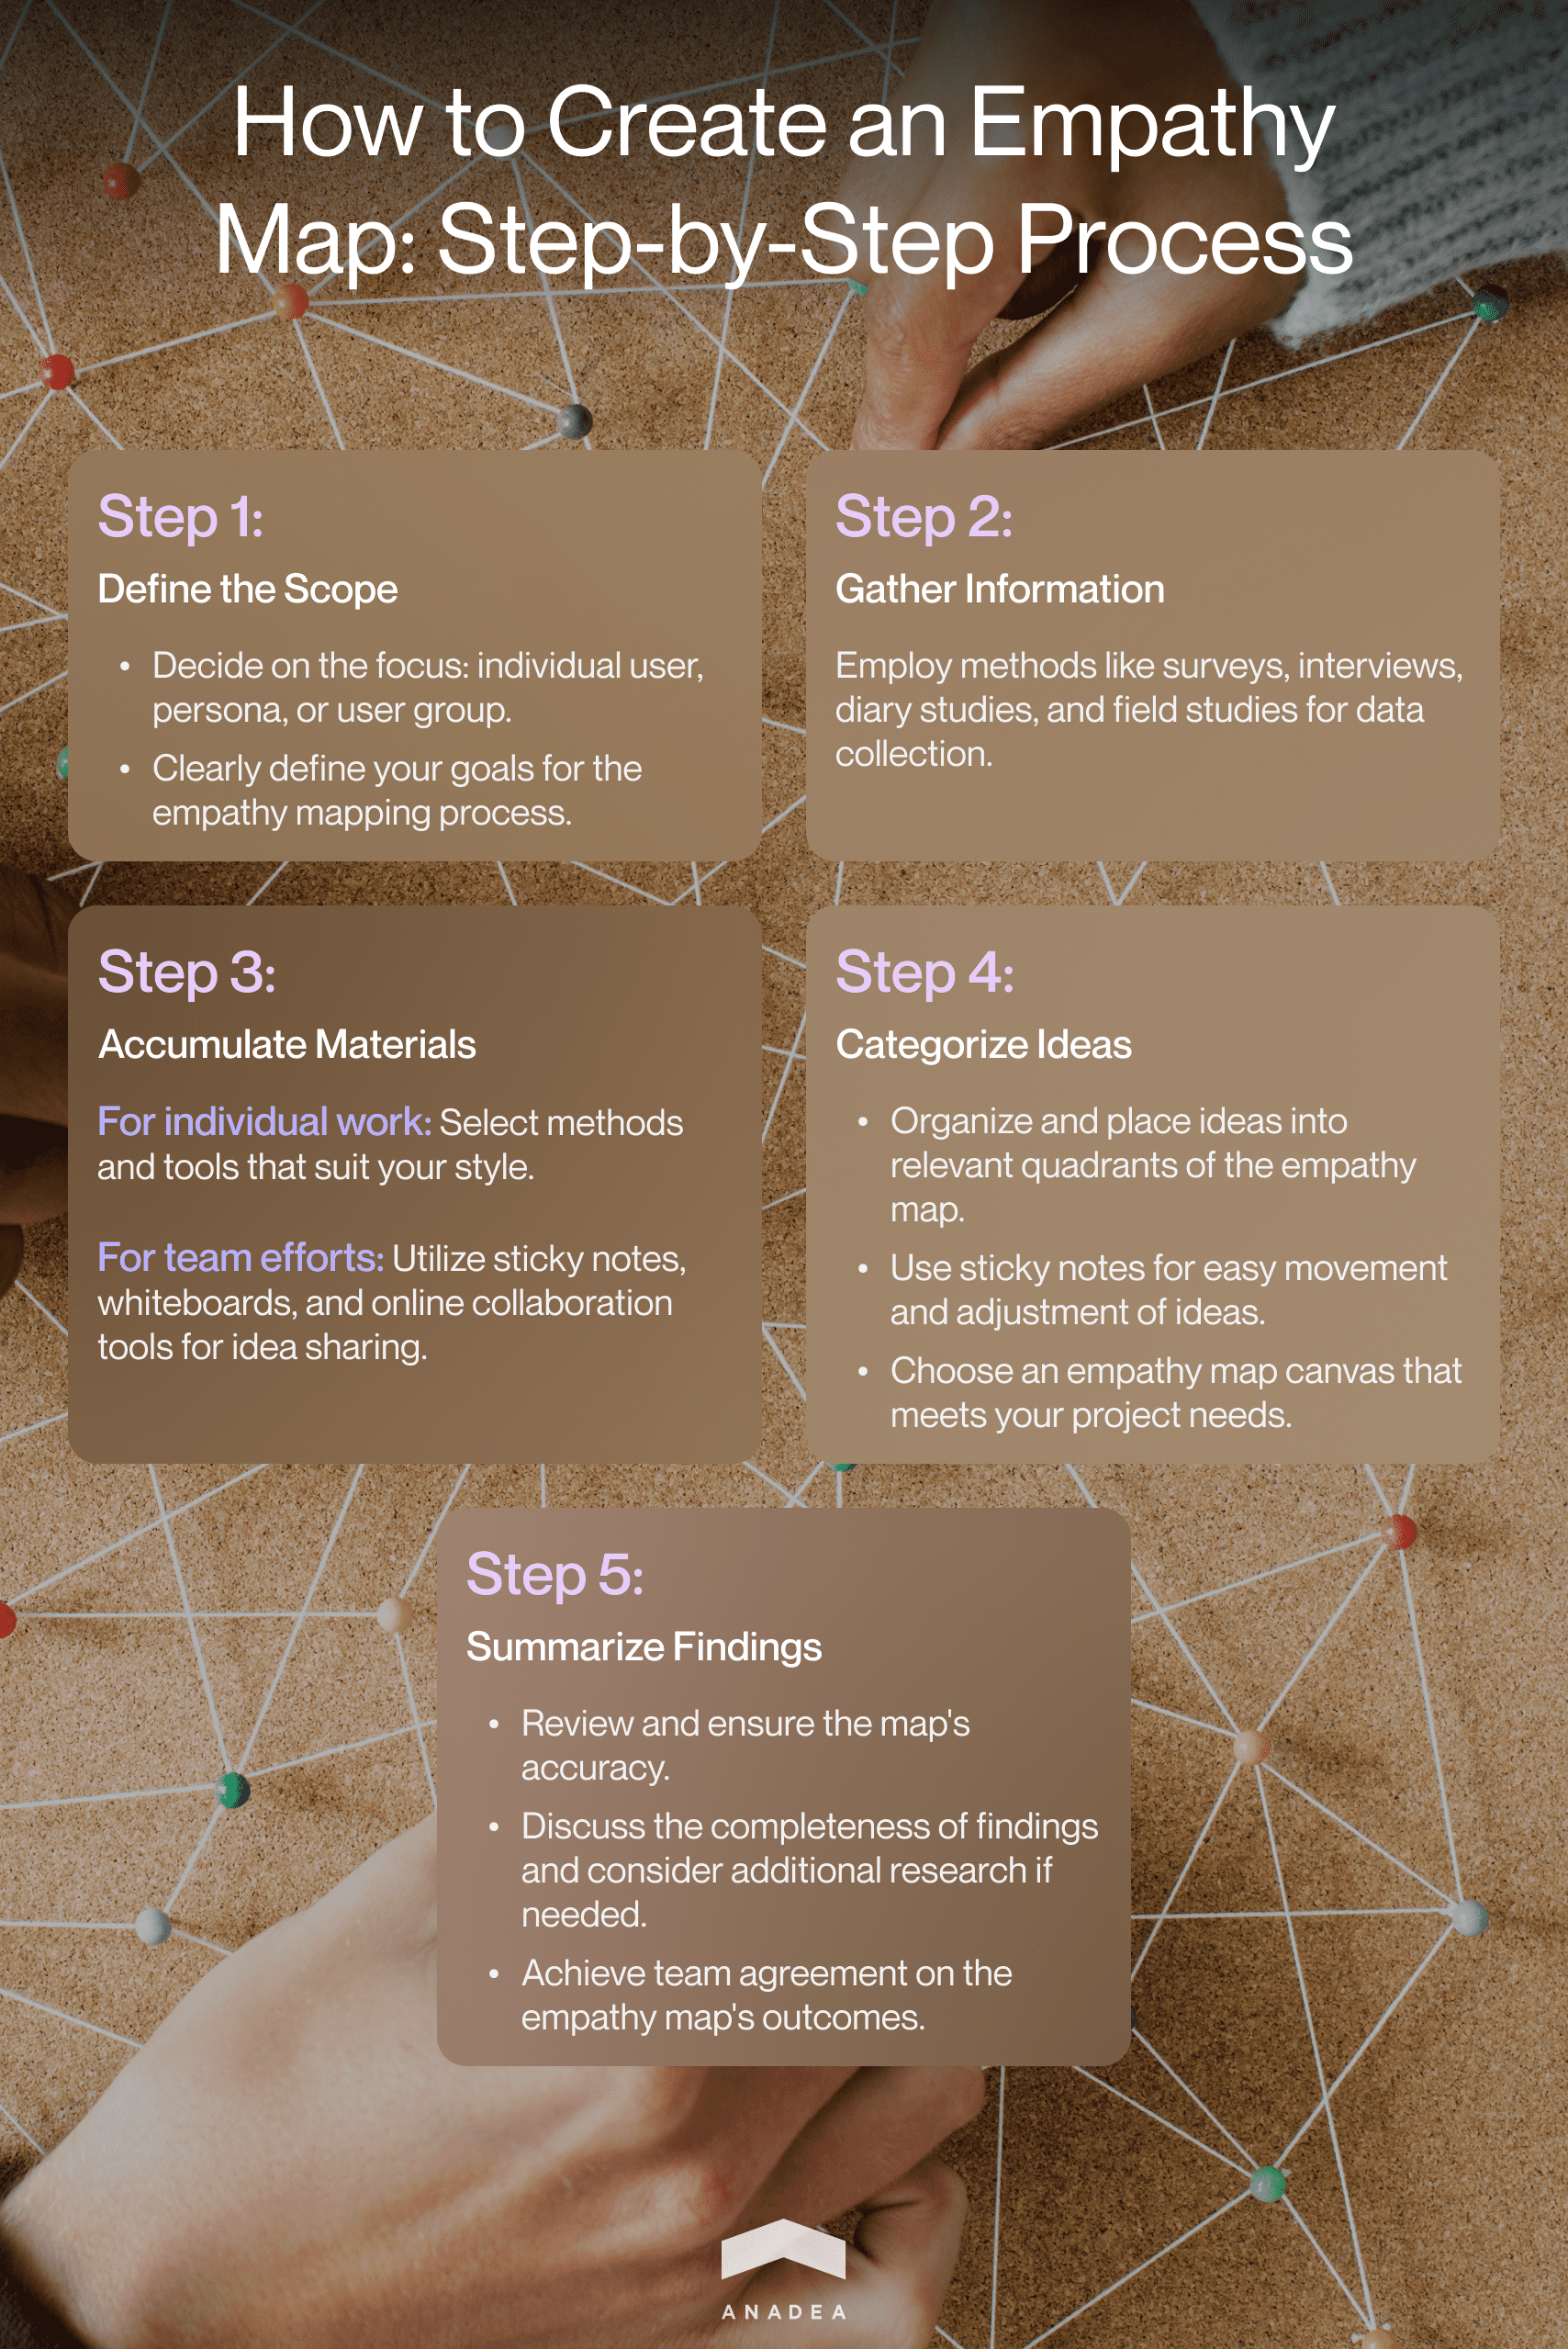 How to Create an Empathy
Map: Step-by-Step Process
Step 1:
Define the Scope
• Decide on the focus: individual user,
persona, or user group.
• Clearly define your goals for the
empathy mapping process.
Step 2:
Gather Information
Employ methods like surveys, interviews,
diary studies, and field studies for data
collection.
Step 3:
Accumulate Materials
For individual work: Select methods
and tools that suit your style.
For team efforts: Utilize sticky notes,
whiteboards, and online collaboration
tools for idea sharing.
Step 4:
Categorize Ideas
• Organize and place ideas into
relevant quadrants of the empathy
map.
• Use sticky notes for easy movement
and adjustment of ideas.
• Choose an empathy map canvas that
meets your project needs.
Step 5:
Summarize Findings
• Review and ensure the map's
accuracy.
• Discuss the completeness of findings
and consider additional research if
needed.
• Achieve team agreement on the
empathy map's outcomes.
ANADEA